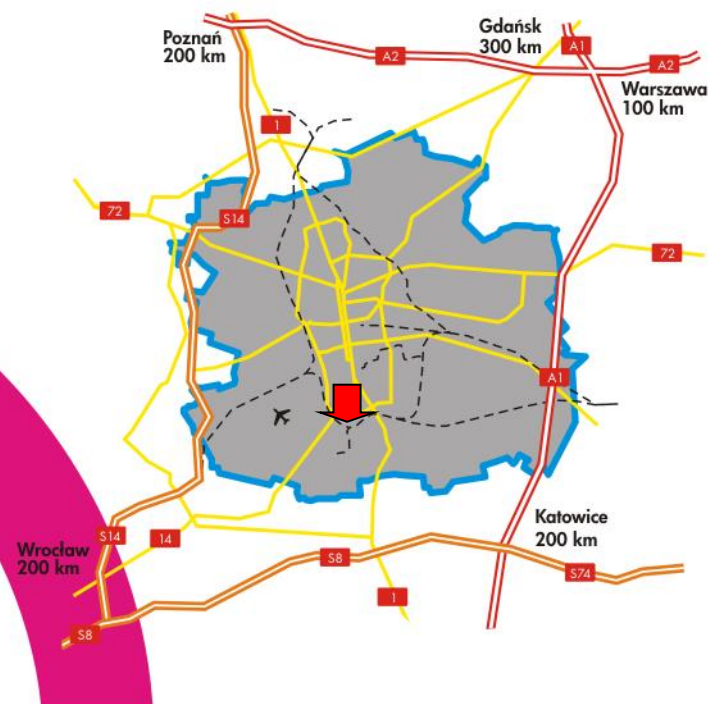 Poznań
200 km
Gdańsk
300 km
A1
A2
A2
Warszawa
100 km
1
72
S14
72
A1
Katowice
200 km
S14
14
Wrocław
200 km
S8
S74
1
S8